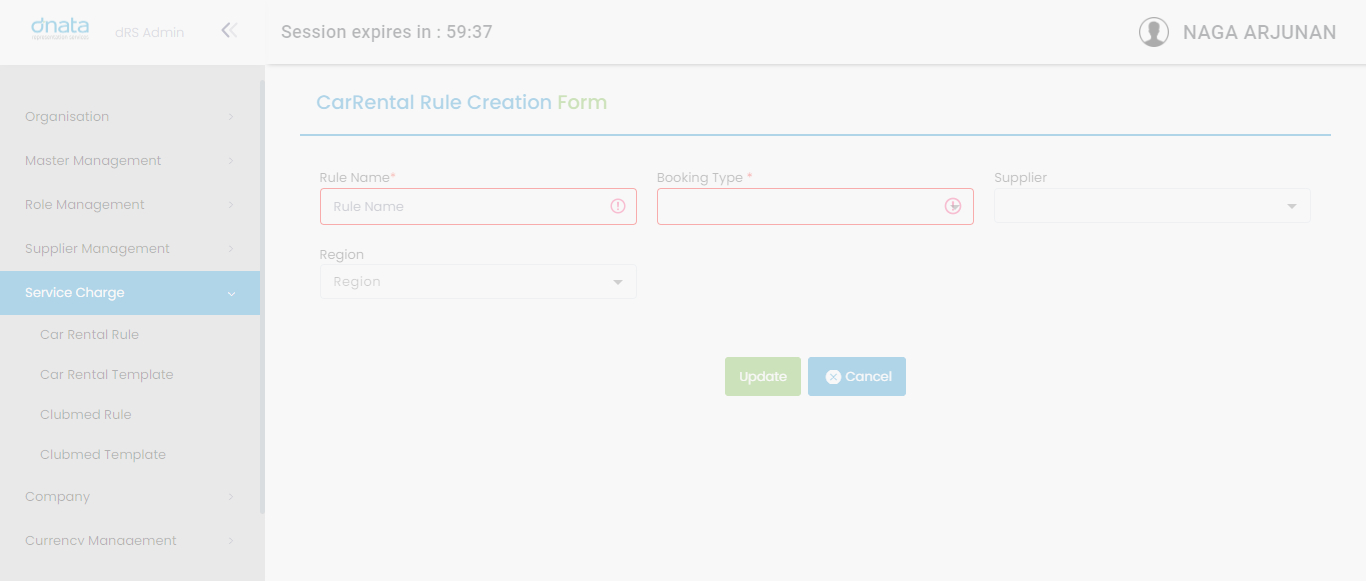 dnata
dRS Admin
Session expires in : 59:37
NAGA ARJUNAN
Organisation
Master Management
Role Management
Supplier Management
Service Charge
Car Rental Rule
Car Rental Template
Clubmed Rule
Clubmed Template
Company
Currency Management
CarRental Rule Creation Form
Rule Name*
Rule Name
Booking Type *
Supplier
Region
Region
Update
Cancel